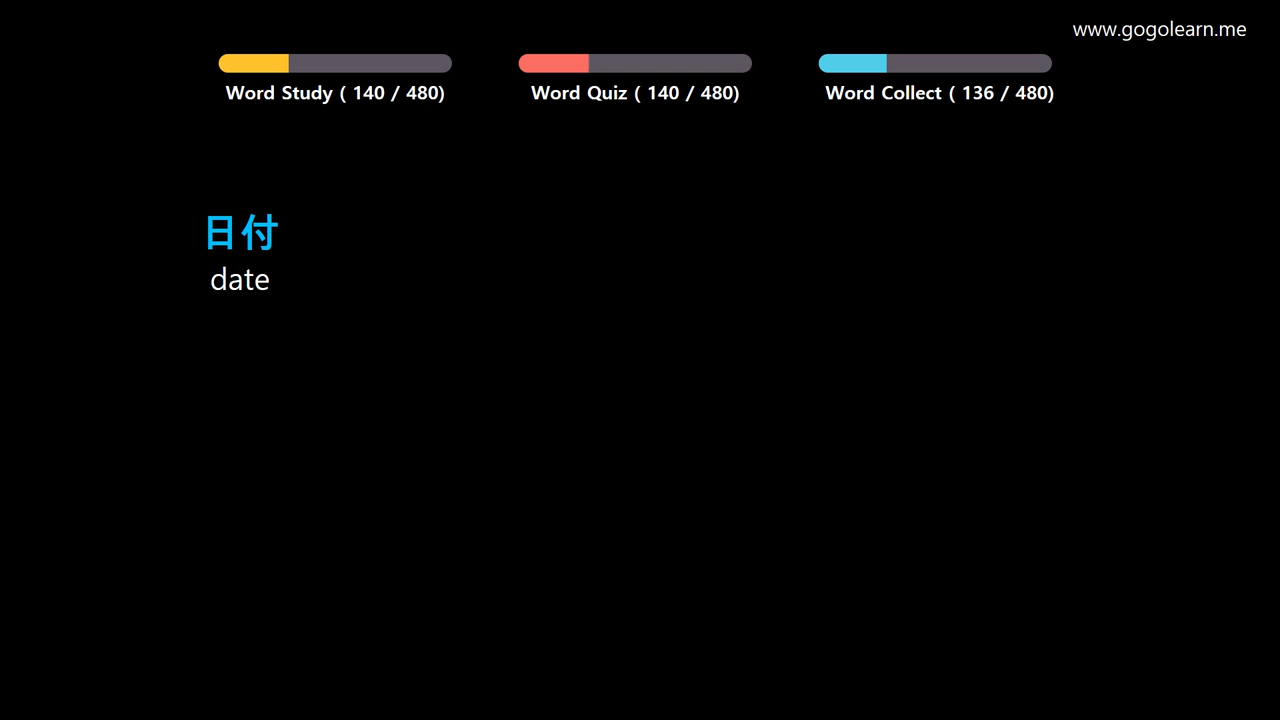 www.gogolearn.me
Word Study ( 140 / 480)
Word Quiz ( 140 / 480)
Word Collect ( 136 / 480)
日付
date